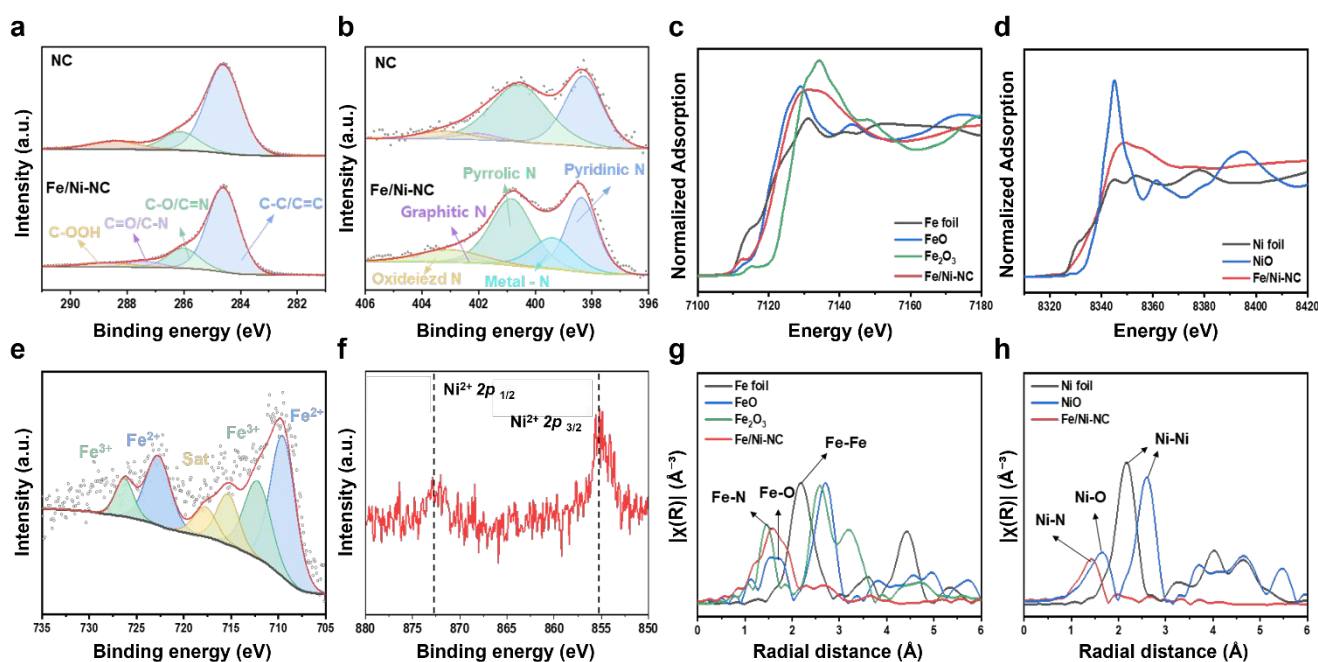 a
NC
Fe/Ni-NC
C-OOH
C=O/C-N
C-O/C=N
C-C/C=C
Intensity (a.u.)
290 287 284 281
Binding energy (eV)
b
NC
Fe/Ni-NC
Pyrrolic N
Pyridinic N
Graphitic N
Oxideiezd N
Metal - N
Intensity (a.u.)
406 404 402 400 398 396
Binding energy (eV)
c
Normalized Adsorption
Fe foil
FeO
Fe₂O₃
Fe/Ni-NC
7100 7120 7140 7160 7180
Energy (eV)
d
Normalized Adsorption
Ni foil
NiO
Fe/Ni-NC
8320 8340 8360 8380 8400 8420
Energy (eV)
e
Intensity (a.u.)
Fe³⁺
Fe²⁺
Sat
Fe³⁺
Fe²⁺
735 730 725 720 715 710 705
Binding energy (eV)
f
Intensity (a.u.)
Ni²⁺ 2p 1/2
Ni²⁺ 2p 3/2
880 875 870 865 860 855 850
Binding energy (eV)
g
|χ(R)| (Å⁻³)
Fe foil
FeO
Fe₂O₃
Fe/Ni-NC
Fe-Fe
Fe-N
Fe-O
0 1 2 3 4 5 6
Radial distance (Å)
h
|χ(R)| (Å⁻³)
Ni foil
NiO
Fe/Ni-NC
Ni-Ni
Ni-O
Ni-N
0 1 2 3 4 5 6
Radial distance (Å)